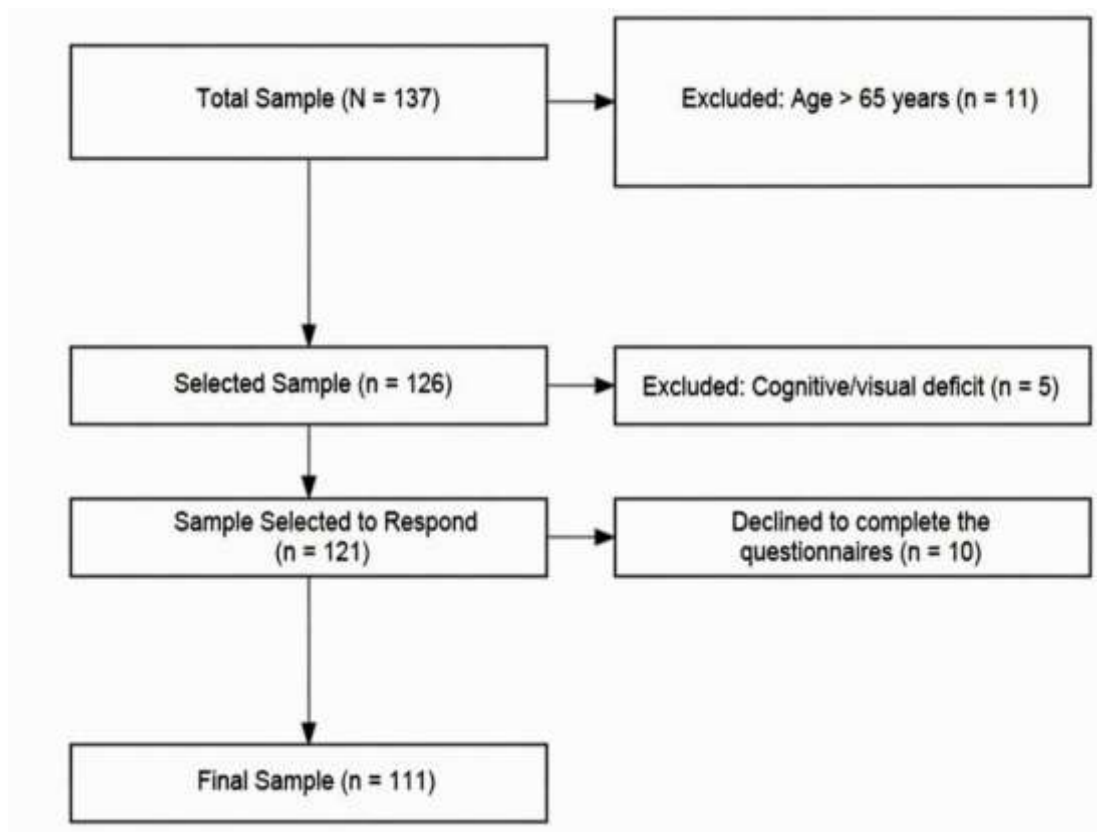 Total Sample (N = 137)
Excluded: Age > 65 years (n = 11)
Selected Sample (n = 126)
Excluded: Cognitive/visual deficit (n = 5)
Sample Selected to Respond
(n = 121)
Declined to complete the
questionnaires (n = 10)
Final Sample (n = 111)